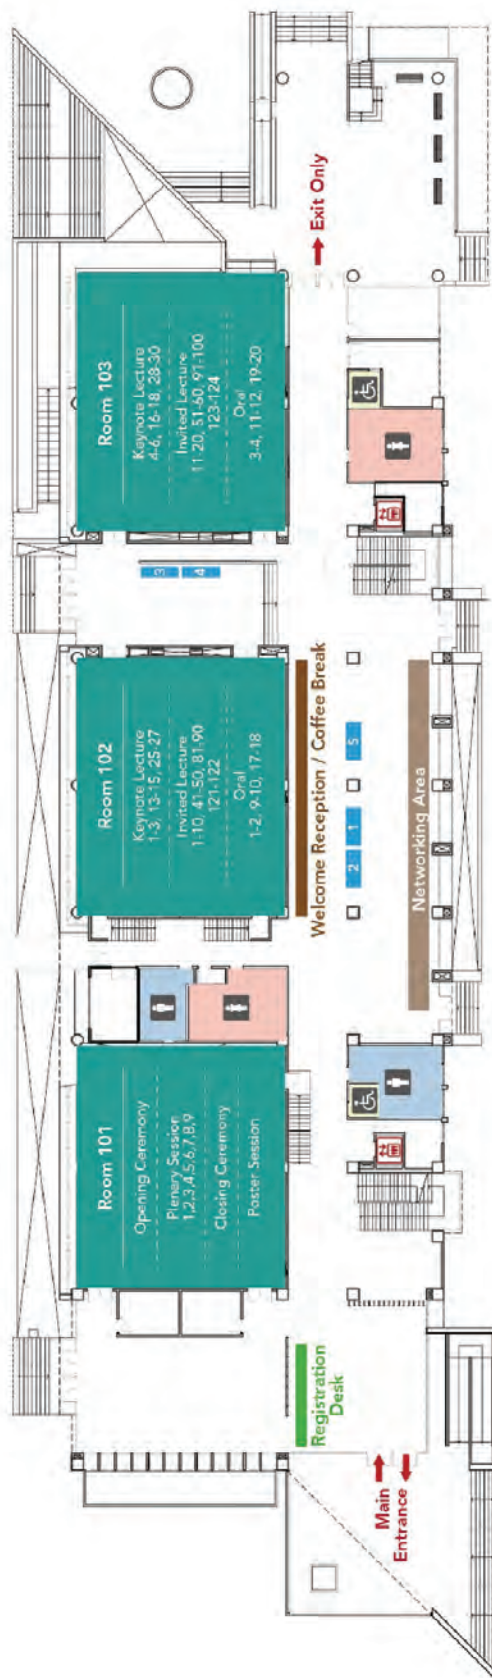 Room 101
Opening Ceremony
Plenary Session
1,2,3,4,5,6,7,8,9
Closing Ceremony
Poster Session
Room 102
Keynote Lecture
1-3, 13-15, 25-27
Invited Lecture
1-10, 41-50, 81-90
121-122
Oral
1-2, 9-10, 17-18
Room 103
Keynote Lecture
4-6, 16-18, 28-30
Invited Lecture
11-20, 51-60, 91-100
123-124
Oral
3-4, 11-12, 19-20
3
4
Registration
Desk
Welcome Reception / Coffee Break
2
1
5
Networking Area
Main
Entrance
Exit Only